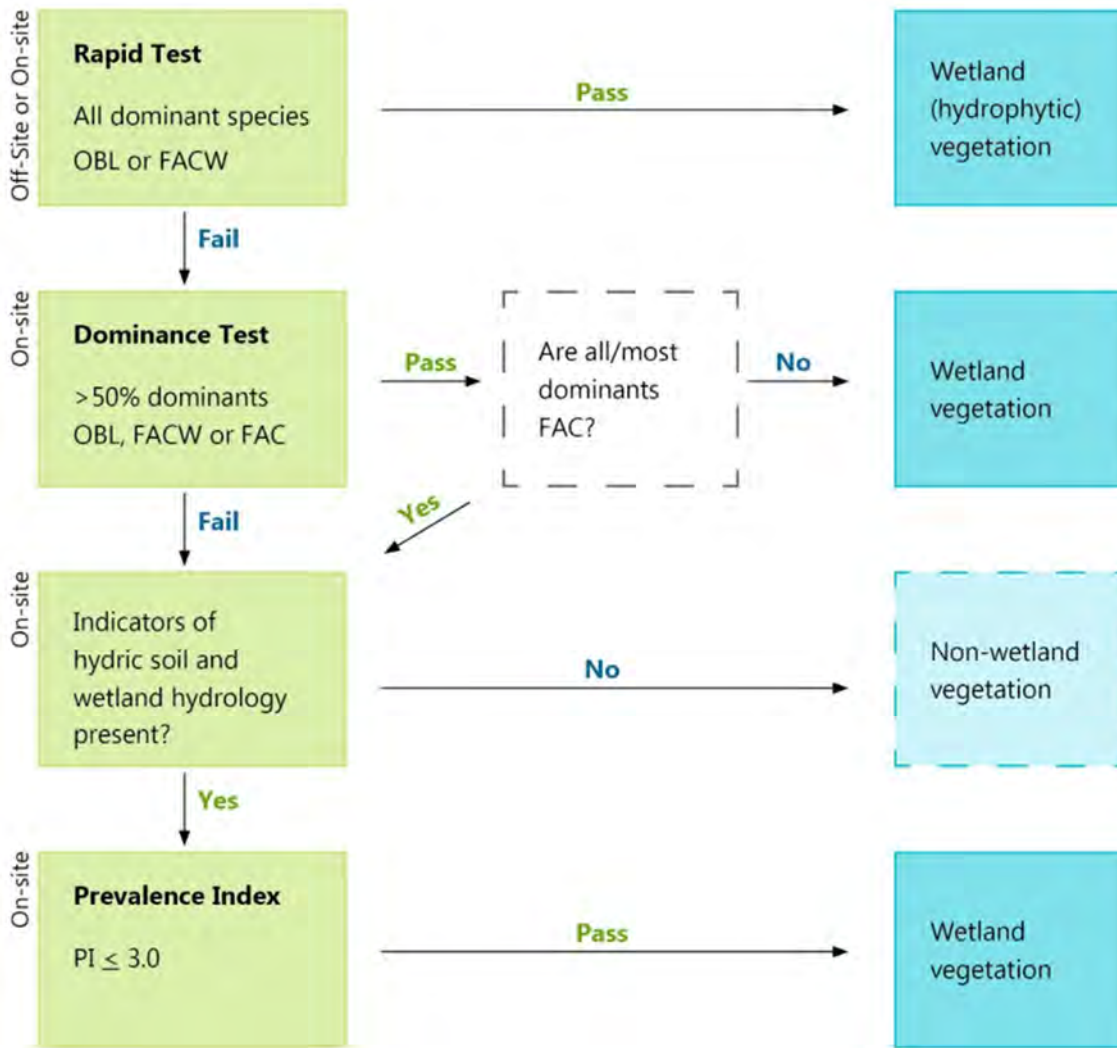 Off-Site or On-site
Rapid Test
All dominant species
OBL or FACW
Pass
Wetland
(hydrophytic)
vegetation
Fail
On-site
Dominance Test
>50% dominants
OBL, FACW or FAC
Pass
Are all/most
dominants
FAC?
No
Wetland
vegetation
Fail
Yes
On-site
Indicators of
hydric soil and
wetland hydrology
present?
No
Non-wetland
vegetation
Yes
On-site
Prevalence Index
PI ≤ 3.0
Pass
Wetland
vegetation